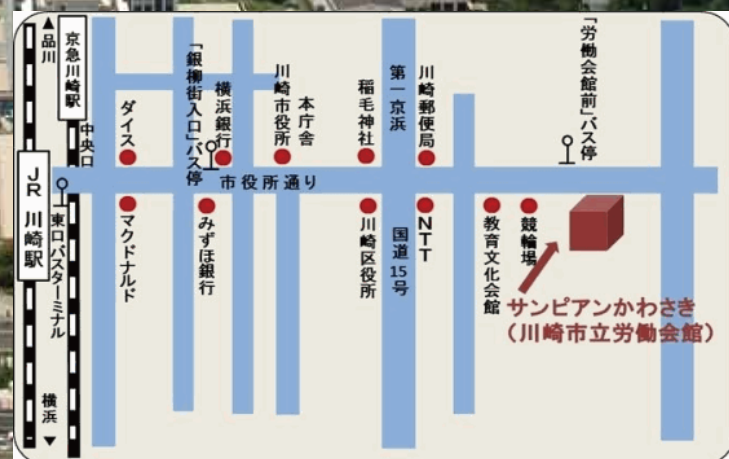 ▲品川
京急川崎駅
中央口
JR 川崎駅
東口バスターミナル
横浜▼
ダイス
マクドナルド
「銀柳街入口」バス停
横浜銀行
みずほ銀行
川崎市役所
本庁舎
市役所通り
稲毛神社
川崎区役所
第一京浜
国道15号
川崎郵便局
NTT
教育文化会館
競輪場
「労働会館前」バス停
サンピアンかわさき
(川崎市立労働会館)